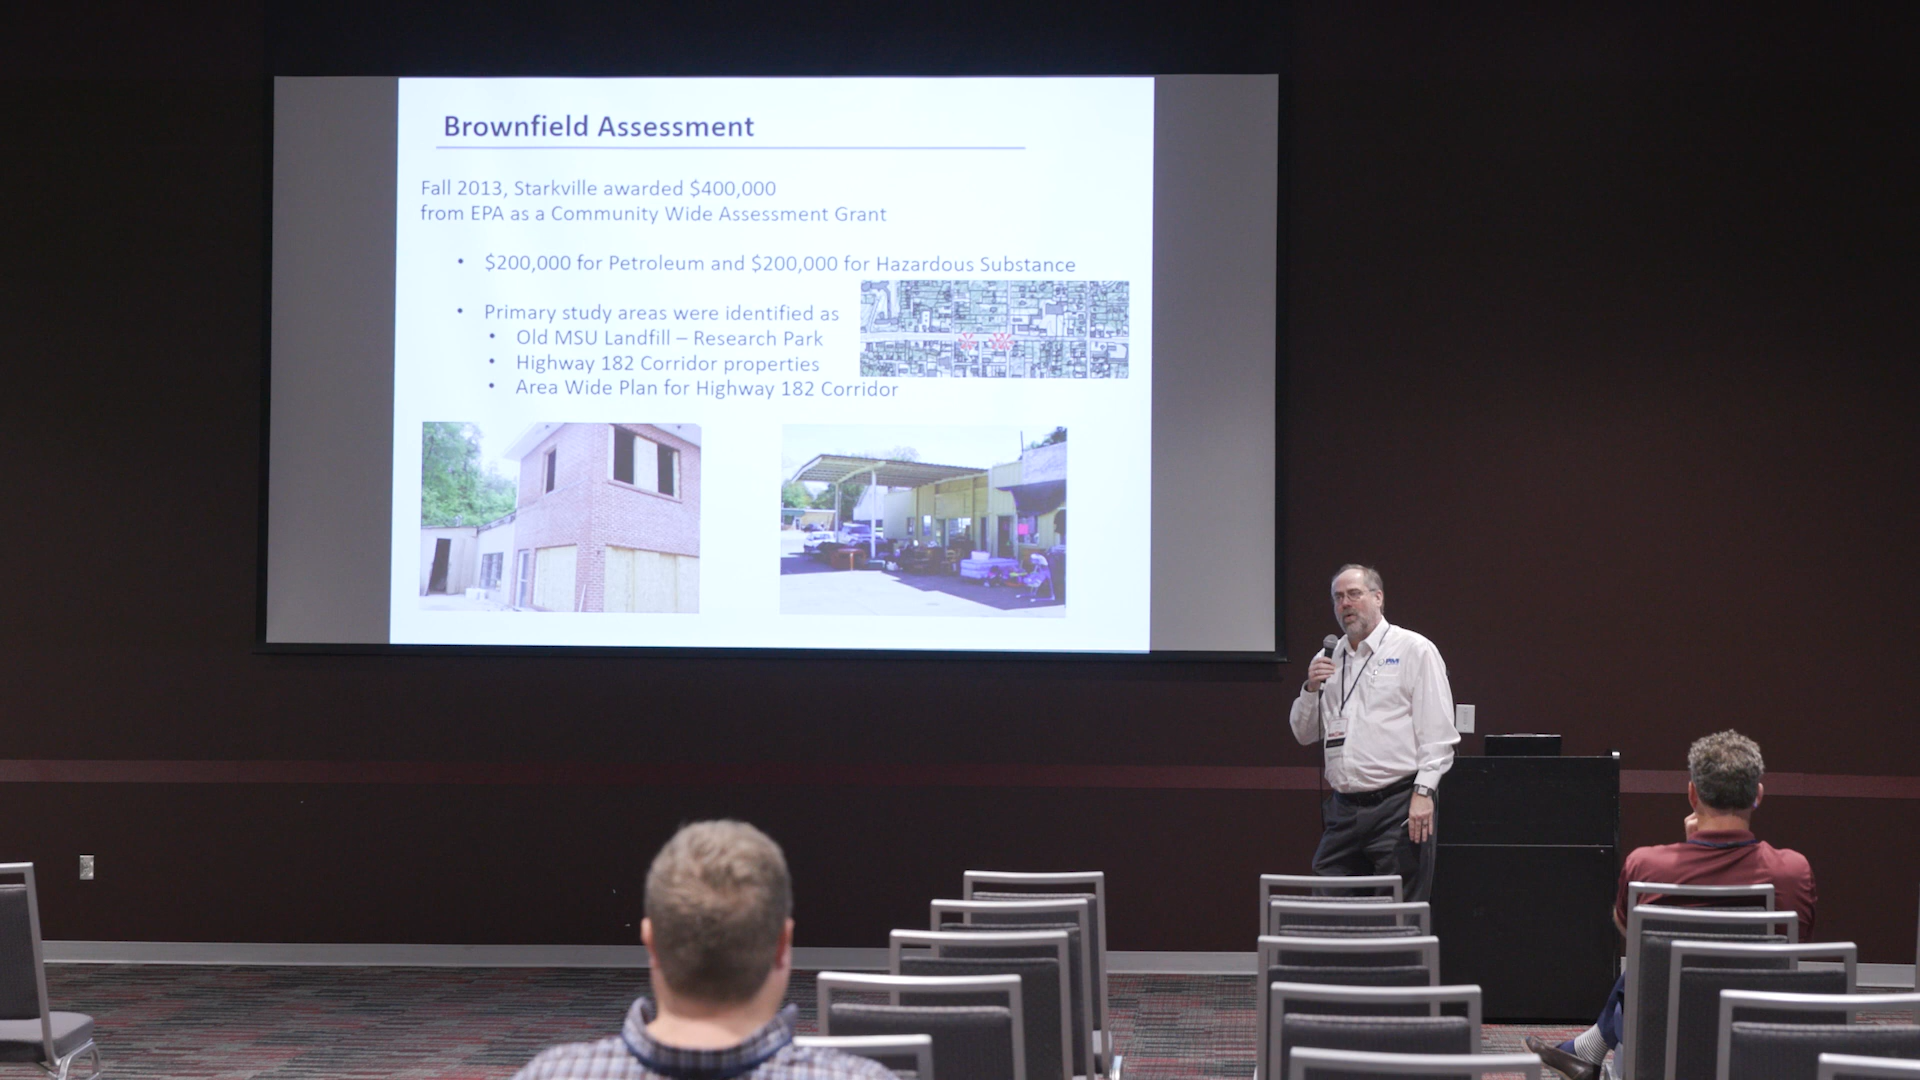 Brownfield Assessment
Fall 2013, Starkville awarded $400,000
from EPA as a Community Wide Assessment Grant
• $200,000 for Petroleum and $200,000 for Hazardous Substance
• Primary study areas were identified as
• Old MSU Landfill – Research Park
• Highway 182 Corridor properties
• Area Wide Plan for Highway 182 Corridor